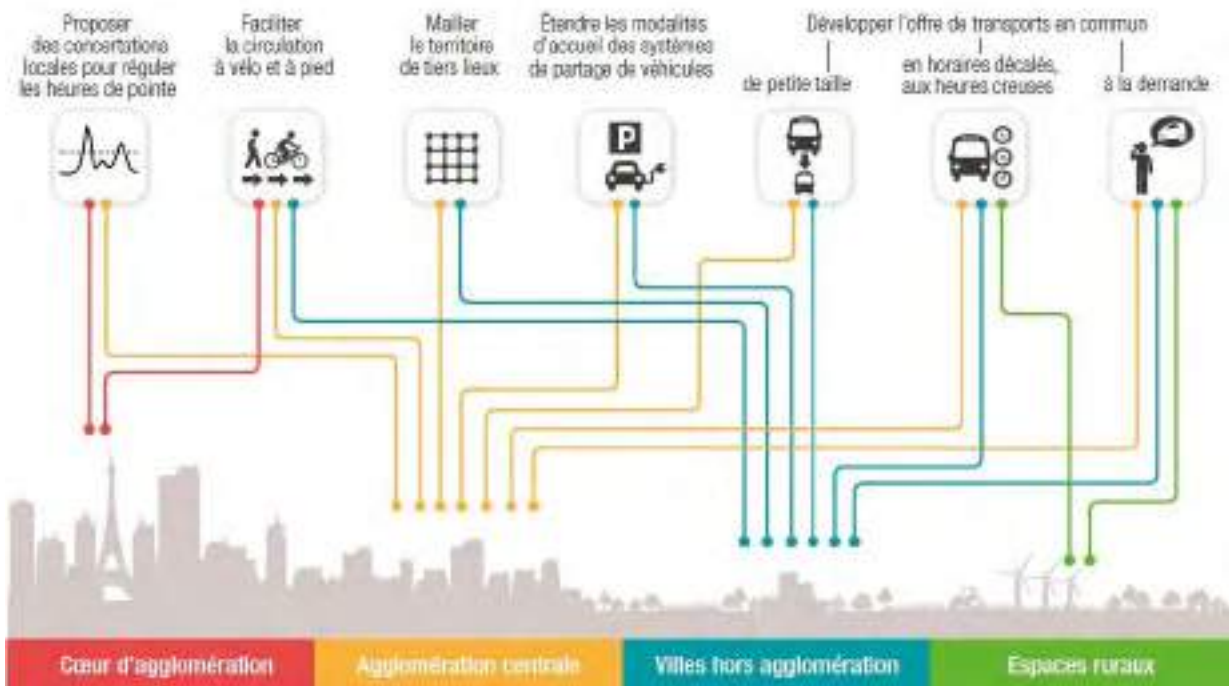 Proposer
des concertations
locales pour réguler
les heures de pointe
Faciliter
la circulation
à vélo et à pied
Mailler
le territoire
de tiers lieux
Étendre les modalités
d'accueil des systèmes
de partage de véhicules
Développer l'offre de transports en commun
de petite taille
en horaires décalés,
aux heures creuses
à la demande
P
Cœur d'agglomération
Agglomération centrale
Villes hors agglomération
Espaces ruraux